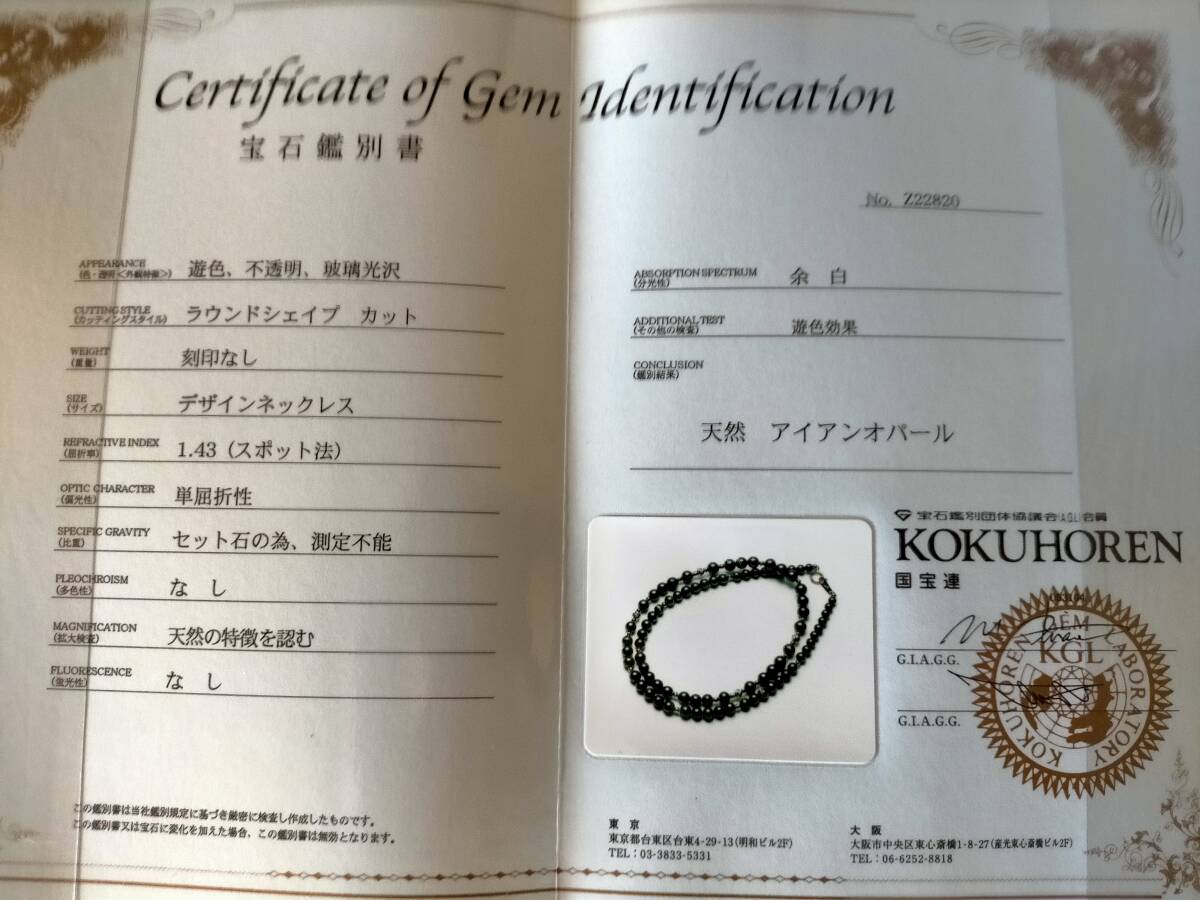 Certificate of Gem Identification
宝石鑑別書
No. Z22820
APPEARANCE
(色・透明<外観特徴>)
遊色、不透明、玻璃光沢
CUTTING STYLE
(カッティングスタイル)
ラウンドシェイプ カット
WEIGHT
(重量)
刻印なし
SIZE
(サイズ)
デザインネックレス
REFRACTIVE INDEX
(屈折率)
1.43（スポット法）
OPTIC CHARACTER
(偏光性)
単屈折性
SPECIFIC GRAVITY
(比重)
セット石の為、測定不能
PLEOCHROISM
(多色性)
な し
MAGNIFICATION
(拡大検査)
天然の特徴を認む
FLUORESCENCE
(蛍光性)
な し
この鑑別書は当社鑑別規定に基づき厳密に検査し作成したものです。
この鑑別書又は宝石に変化を加えた場合、この鑑別書は無効となります。
ABSORPTION SPECTRUM
(分光性)
余 白
ADDITIONAL TEST
(その他の検査)
遊色効果
CONCLUSION
(鑑別結果)
天然 アイアンオパール
宝石鑑別団体協議会(AGL)会員
KOKUHOREN
国宝連
G.I.A.G.G.
G.I.A.G.G.
KOKUHOREN GEM LABORATORY
KGL
東京
東京都台東区台東4-29-13(明和ビル2F)
TEL：03-3833-5331
大阪
大阪市中央区東心斎橋1-8-27(産光東心斎橋ビル2F)
TEL：06-6252-8818